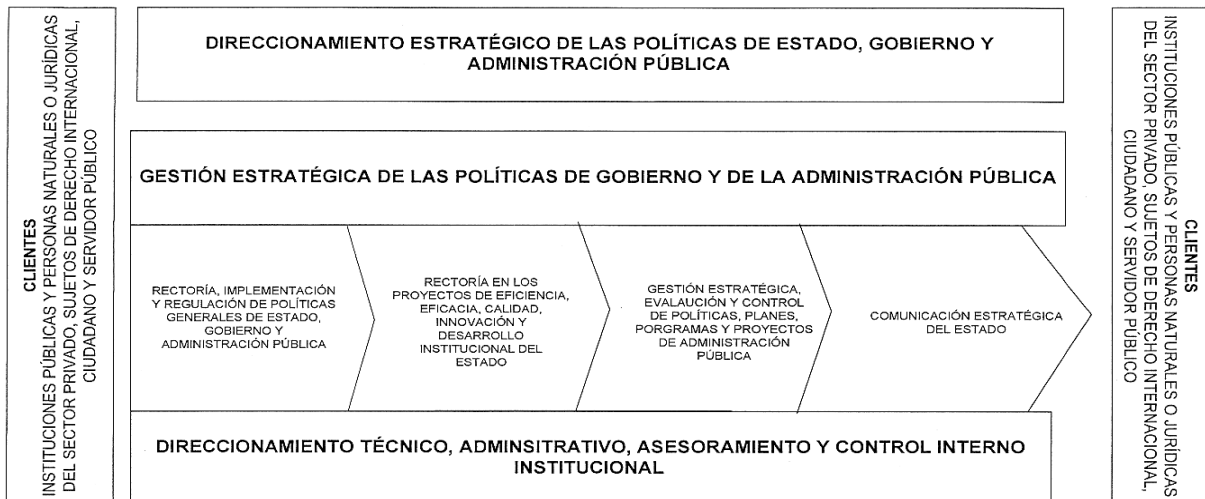 CLIENTES
INSTITUCIONES PÚBLICAS Y PERSONAS NATURALES O JURÍDICAS
DEL SECTOR PRIVADO, SUJETOS DE DERECHO INTERNACIONAL,
CIUDADANO Y SERVIDOR PÚBLICO
DIRECCIONAMIENTO ESTRATÉGICO DE LAS POLÍTICAS DE ESTADO, GOBIERNO Y
ADMINISTRACIÓN PÚBLICA
GESTIÓN ESTRATÉGICA DE LAS POLÍTICAS DE GOBIERNO Y DE LA ADMINISTRACIÓN PÚBLICA
RECTORÍA, IMPLEMENTACIÓN
Y REGULACIÓN DE POLÍTICAS
GENERALES DE ESTADO,
GOBIERNO Y
ADMINISTRACIÓN PÚBLICA
RECTORÍA EN LOS
PROYECTOS DE EFICIENCIA,
EFICACIA, CALIDAD,
INNOVACIÓN Y
DESARROLLO
INSTITUCIONAL DEL
ESTADO
GESTIÓN ESTRATÉGICA,
EVALAUCIÓN Y CONTROL
DE POLÍTICAS, PLANES,
PORGRAMAS Y PROYECTOS
DE ADMINISTRACIÓN
PÚBLICA
COMUNICACIÓN ESTRATÉGICA
DEL ESTADO
DIRECCIONAMIENTO TÉCNICO, ADMINSITRATIVO, ASESORAMIENTO Y CONTROL INTERNO
INSTITUCIONAL
CLIENTES
INSTITUCIONES PÚBLICAS Y PERSONAS NATURALES O JURÍDICAS
DEL SECTOR PRIVADO, SUJETOS DE DERECHO INTERNACIONAL,
CIUDADANO Y SERVIDOR PÚBLICO